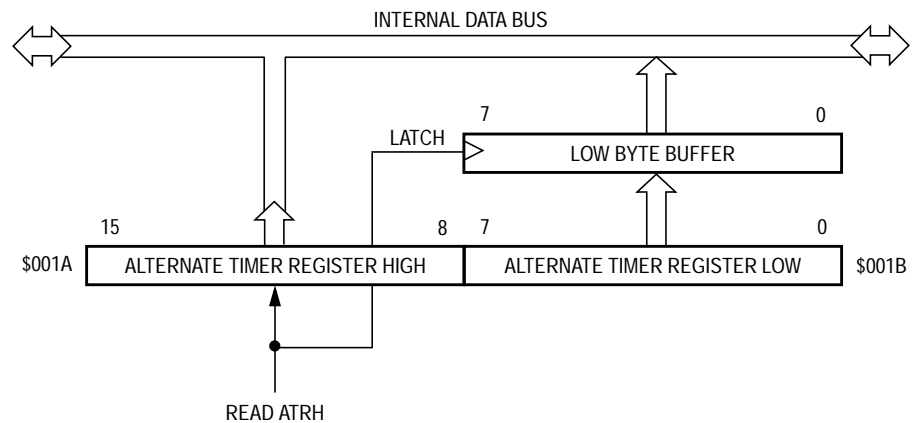 INTERNAL DATA BUS
7 0
LATCH
LOW BYTE BUFFER
15 8 7 0
$001A ALTERNATE TIMER REGISTER HIGH ALTERNATE TIMER REGISTER LOW $001B
READ ATRH